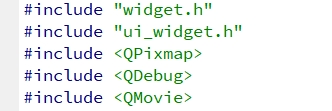 #include "widget.h"
#include "ui_widget.h"
#include <QPixmap>
#include <QDebug>
#include <QMovie>